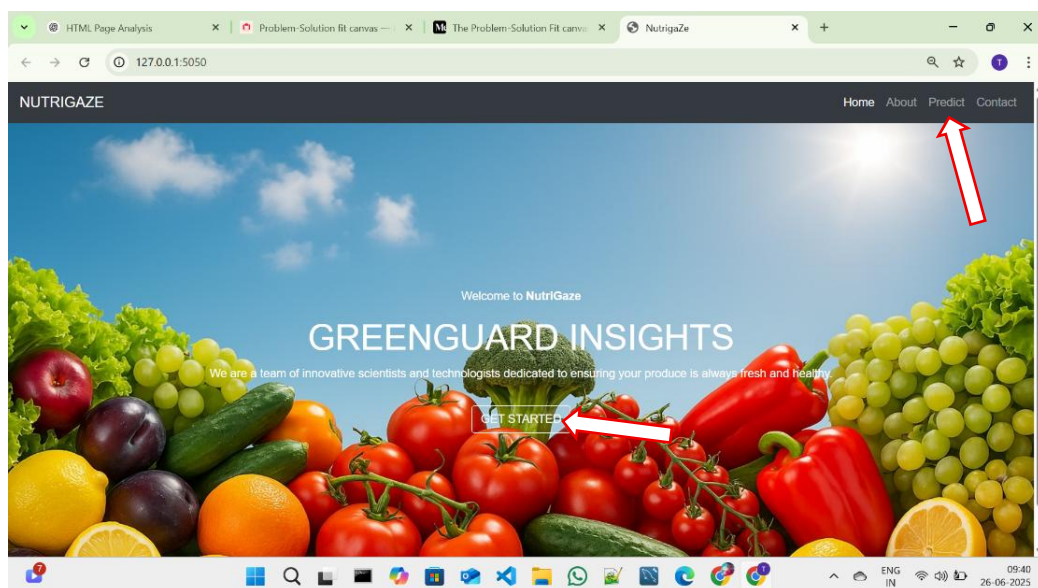 HTML Page Analysis
Problem-Solution fit canvas —
The Problem-Solution Fit canva
NutrigaZe
127.0.0.1:5050
T
NUTRIGAZE
Home About Predict Contact
Welcome to NutriGaze
GREENGUARD INSIGHTS
We are a team of innovative scientists and technologists dedicated to ensuring your produce is always fresh and healthy.
GET STARTED
7
ENG
IN
09:40
26-06-2025